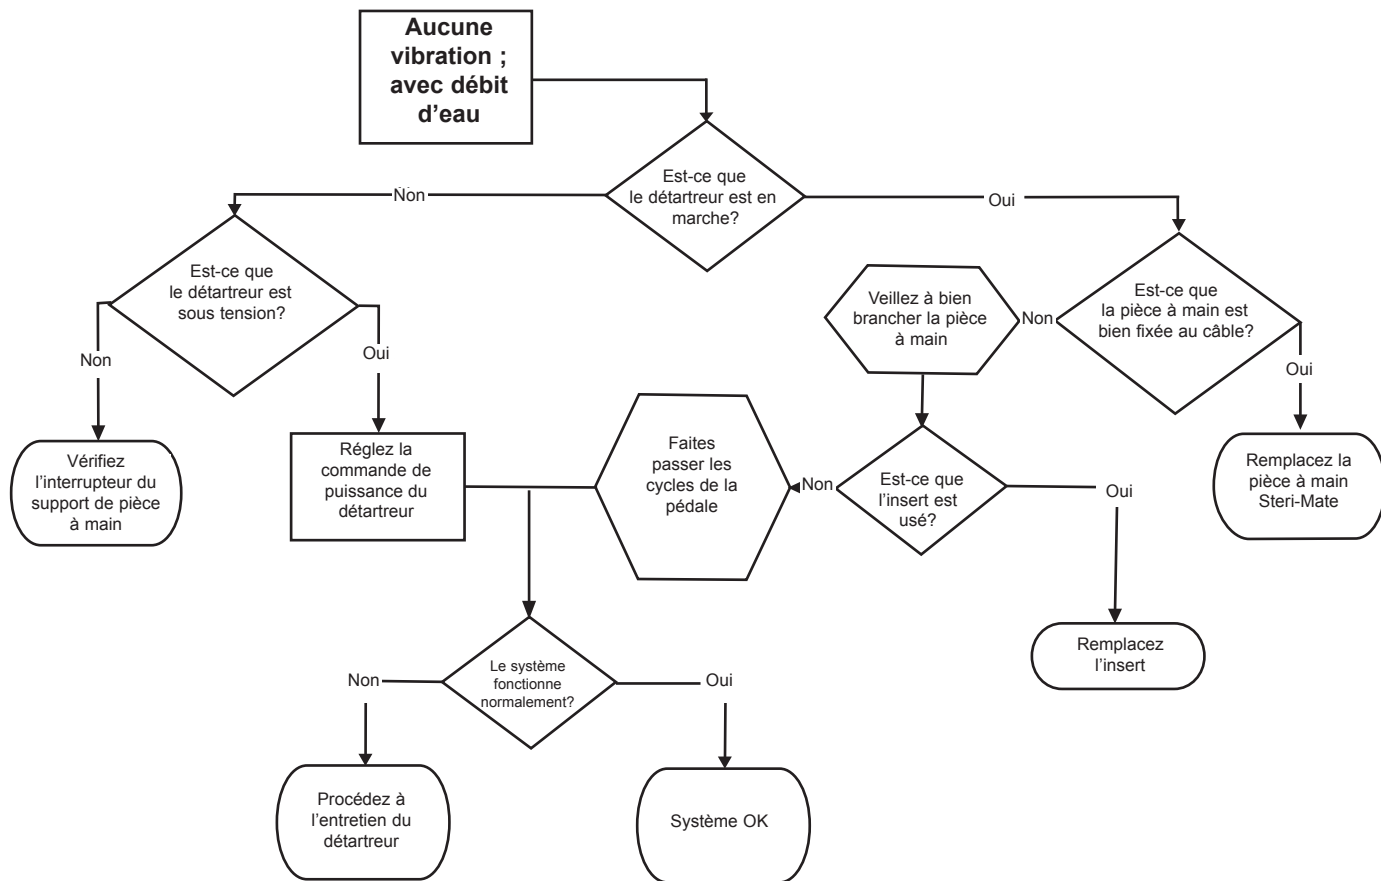 Aucune
vibration ;
avec débit
d'eau
Est-ce que
le détartreur est en
marche?
Non
Oui
Est-ce que
le détartreur est
sous tension?
Veillez à bien
brancher la pièce
à main
Non
Est-ce que
la pièce à main est
bien fixée au câble?
Non
Oui
Oui
Vérifiez
l'interrupteur du
support de pièce
à main
Réglez la
commande de
puissance du
détartreur
Faites
passer les
cycles de la
pédale
Non
Est-ce que
l'insert est
usé?
Oui
Remplacez la
pièce à main
Steri-Mate
Remplacez
l'insert
Non
Le système
fonctionne
normalement?
Oui
Procédez à
l'entretien du
détartreur
Système OK